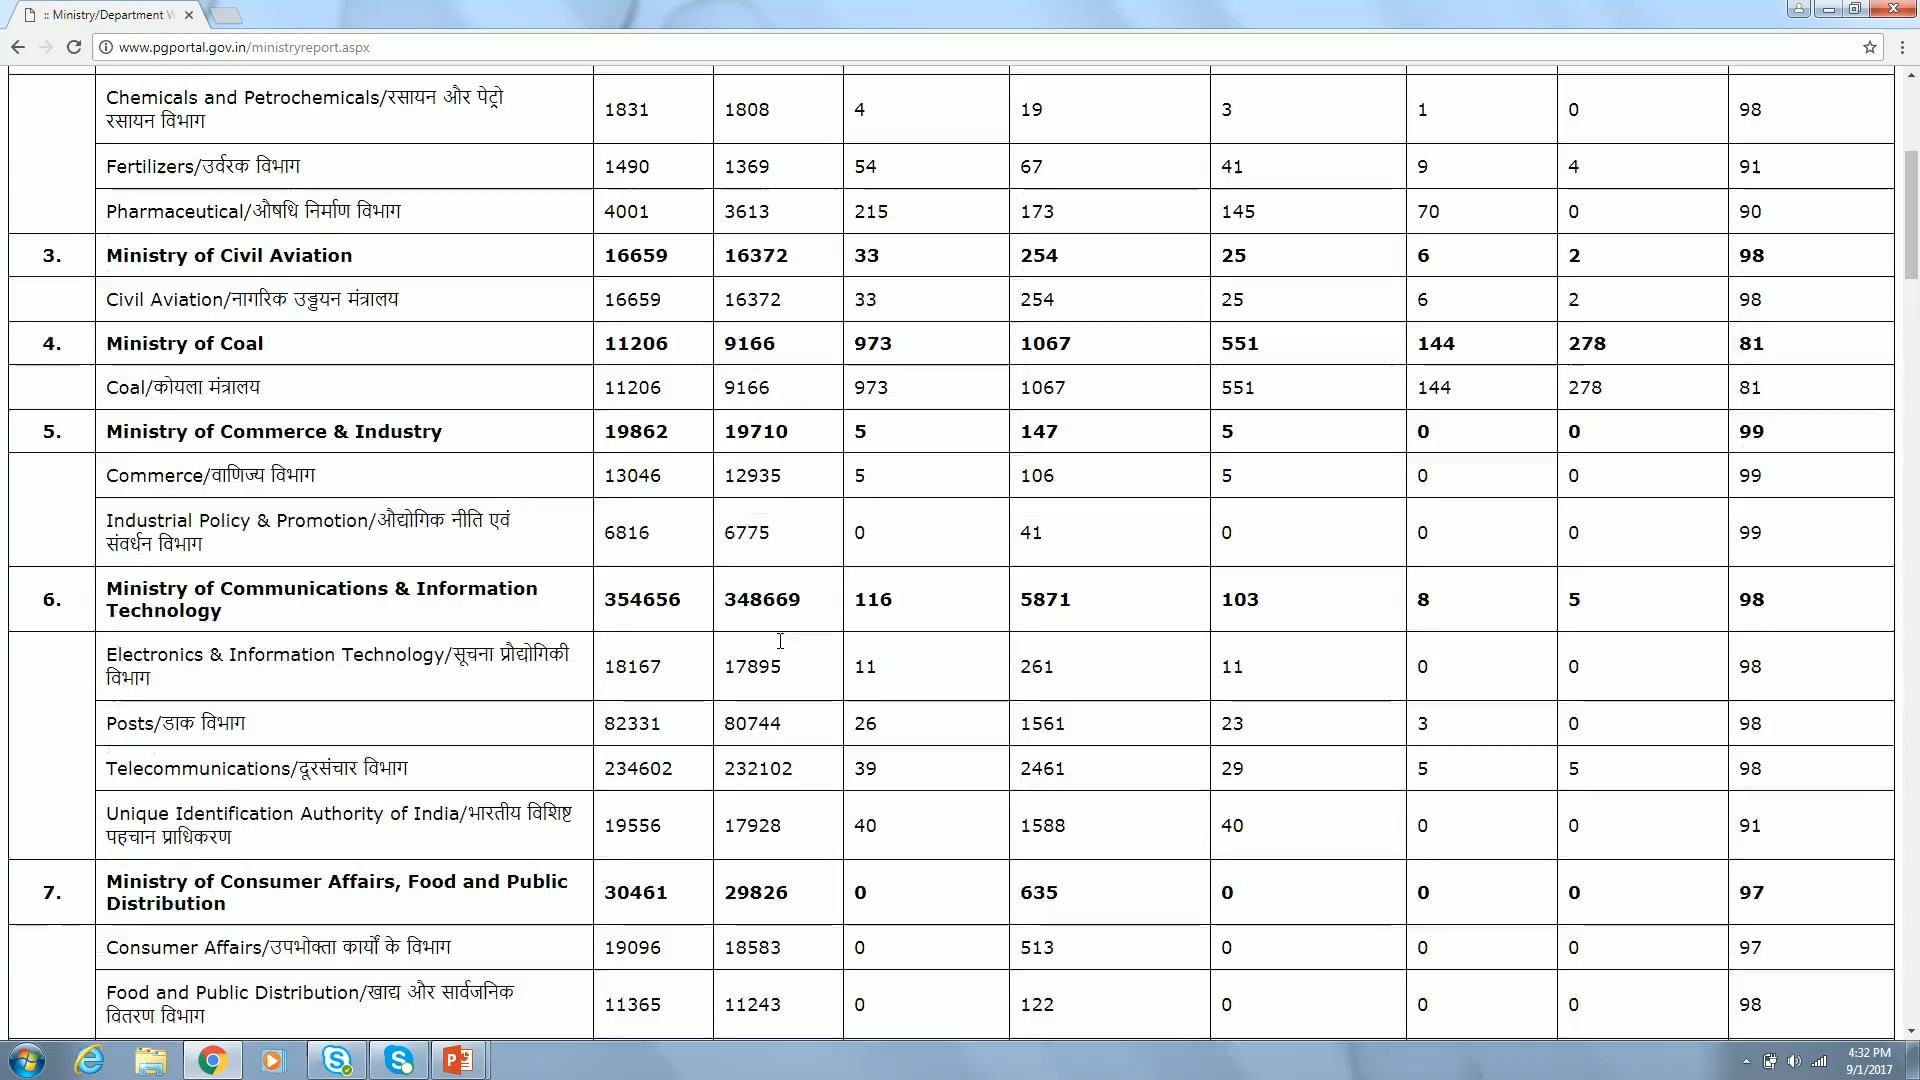 :: Ministry/Department W
www.pgportal.gov.in/ministryreport.aspx
Chemicals and Petrochemicals/रसायन और पेट्रो रसायन विभाग 1831 1808 4 19 3 1 0 98
Fertilizers/उर्वरक विभाग 1490 1369 54 67 41 9 4 91
Pharmaceutical/औषधि निर्माण विभाग 4001 3613 215 173 145 70 0 90
3. Ministry of Civil Aviation 16659 16372 33 254 25 6 2 98
Civil Aviation/नागरिक उड्डयन मंत्रालय 16659 16372 33 254 25 6 2 98
4. Ministry of Coal 11206 9166 973 1067 551 144 278 81
Coal/कोयला मंत्रालय 11206 9166 973 1067 551 144 278 81
5. Ministry of Commerce & Industry 19862 19710 5 147 5 0 0 99
Commerce/वाणिज्य विभाग 13046 12935 5 106 5 0 0 99
Industrial Policy & Promotion/औद्योगिक नीति एवं संवर्धन विभाग 6816 6775 0 41 0 0 0 99
6. Ministry of Communications & Information Technology 354656 348669 116 5871 103 8 5 98
Electronics & Information Technology/सूचना प्रौद्योगिकी विभाग 18167 17895 11 261 11 0 0 98
Posts/डाक विभाग 82331 80744 26 1561 23 3 0 98
Telecommunications/दूरसंचार विभाग 234602 232102 39 2461 29 5 5 98
Unique Identification Authority of India/भारतीय विशिष्ट पहचान प्राधिकरण 19556 17928 40 1588 40 0 0 91
7. Ministry of Consumer Affairs, Food and Public Distribution 30461 29826 0 635 0 0 0 97
Consumer Affairs/उपभोक्ता कार्यों के विभाग 19096 18583 0 513 0 0 0 97
Food and Public Distribution/खाद्य और सार्वजनिक वितरण विभाग 11365 11243 0 122 0 0 0 98
4:32 PM
9/1/2017